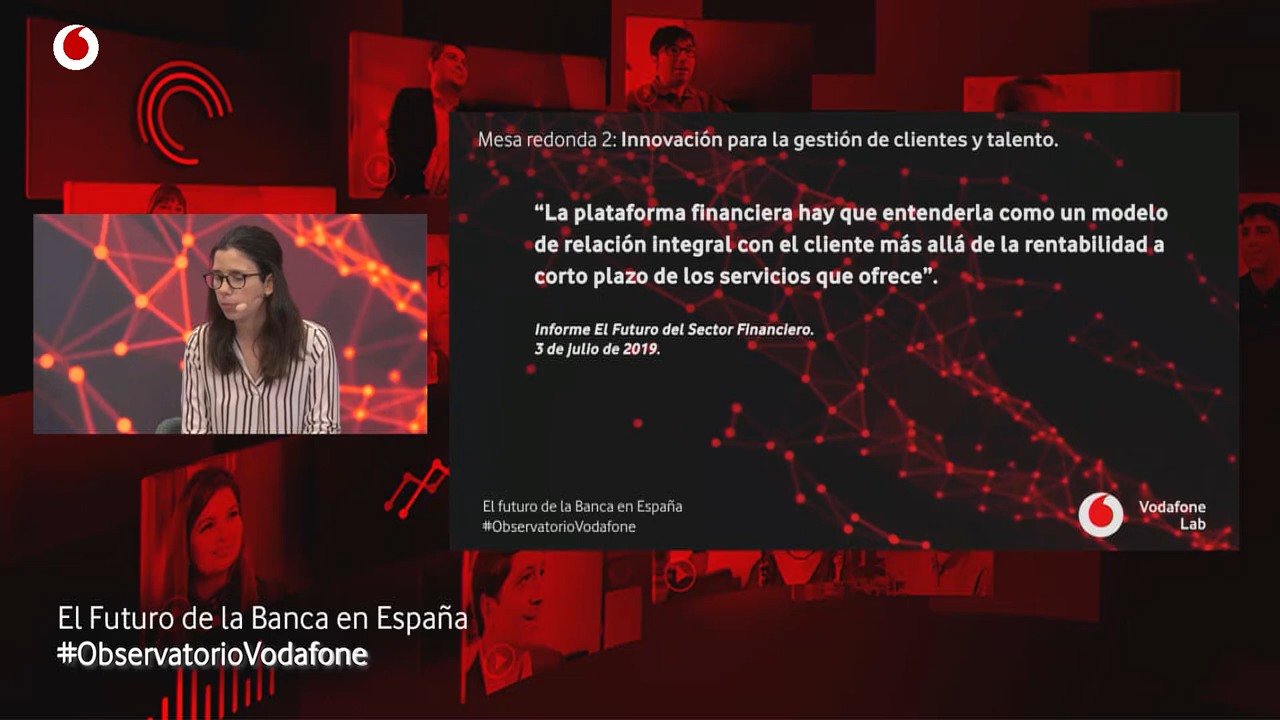 Mesa redonda 2: Innovación para la gestión de clientes y talento.
“La plataforma financiera hay que entenderla como un modelo
de relación integral con el cliente más allá de la rentabilidad a
corto plazo de los servicios que ofrece”.
Informe El Futuro del Sector Financiero.
3 de julio de 2019.
El futuro de la Banca en España
#ObservatorioVodafone
Vodafone
Lab
El Futuro de la Banca en España
#ObservatorioVodafone